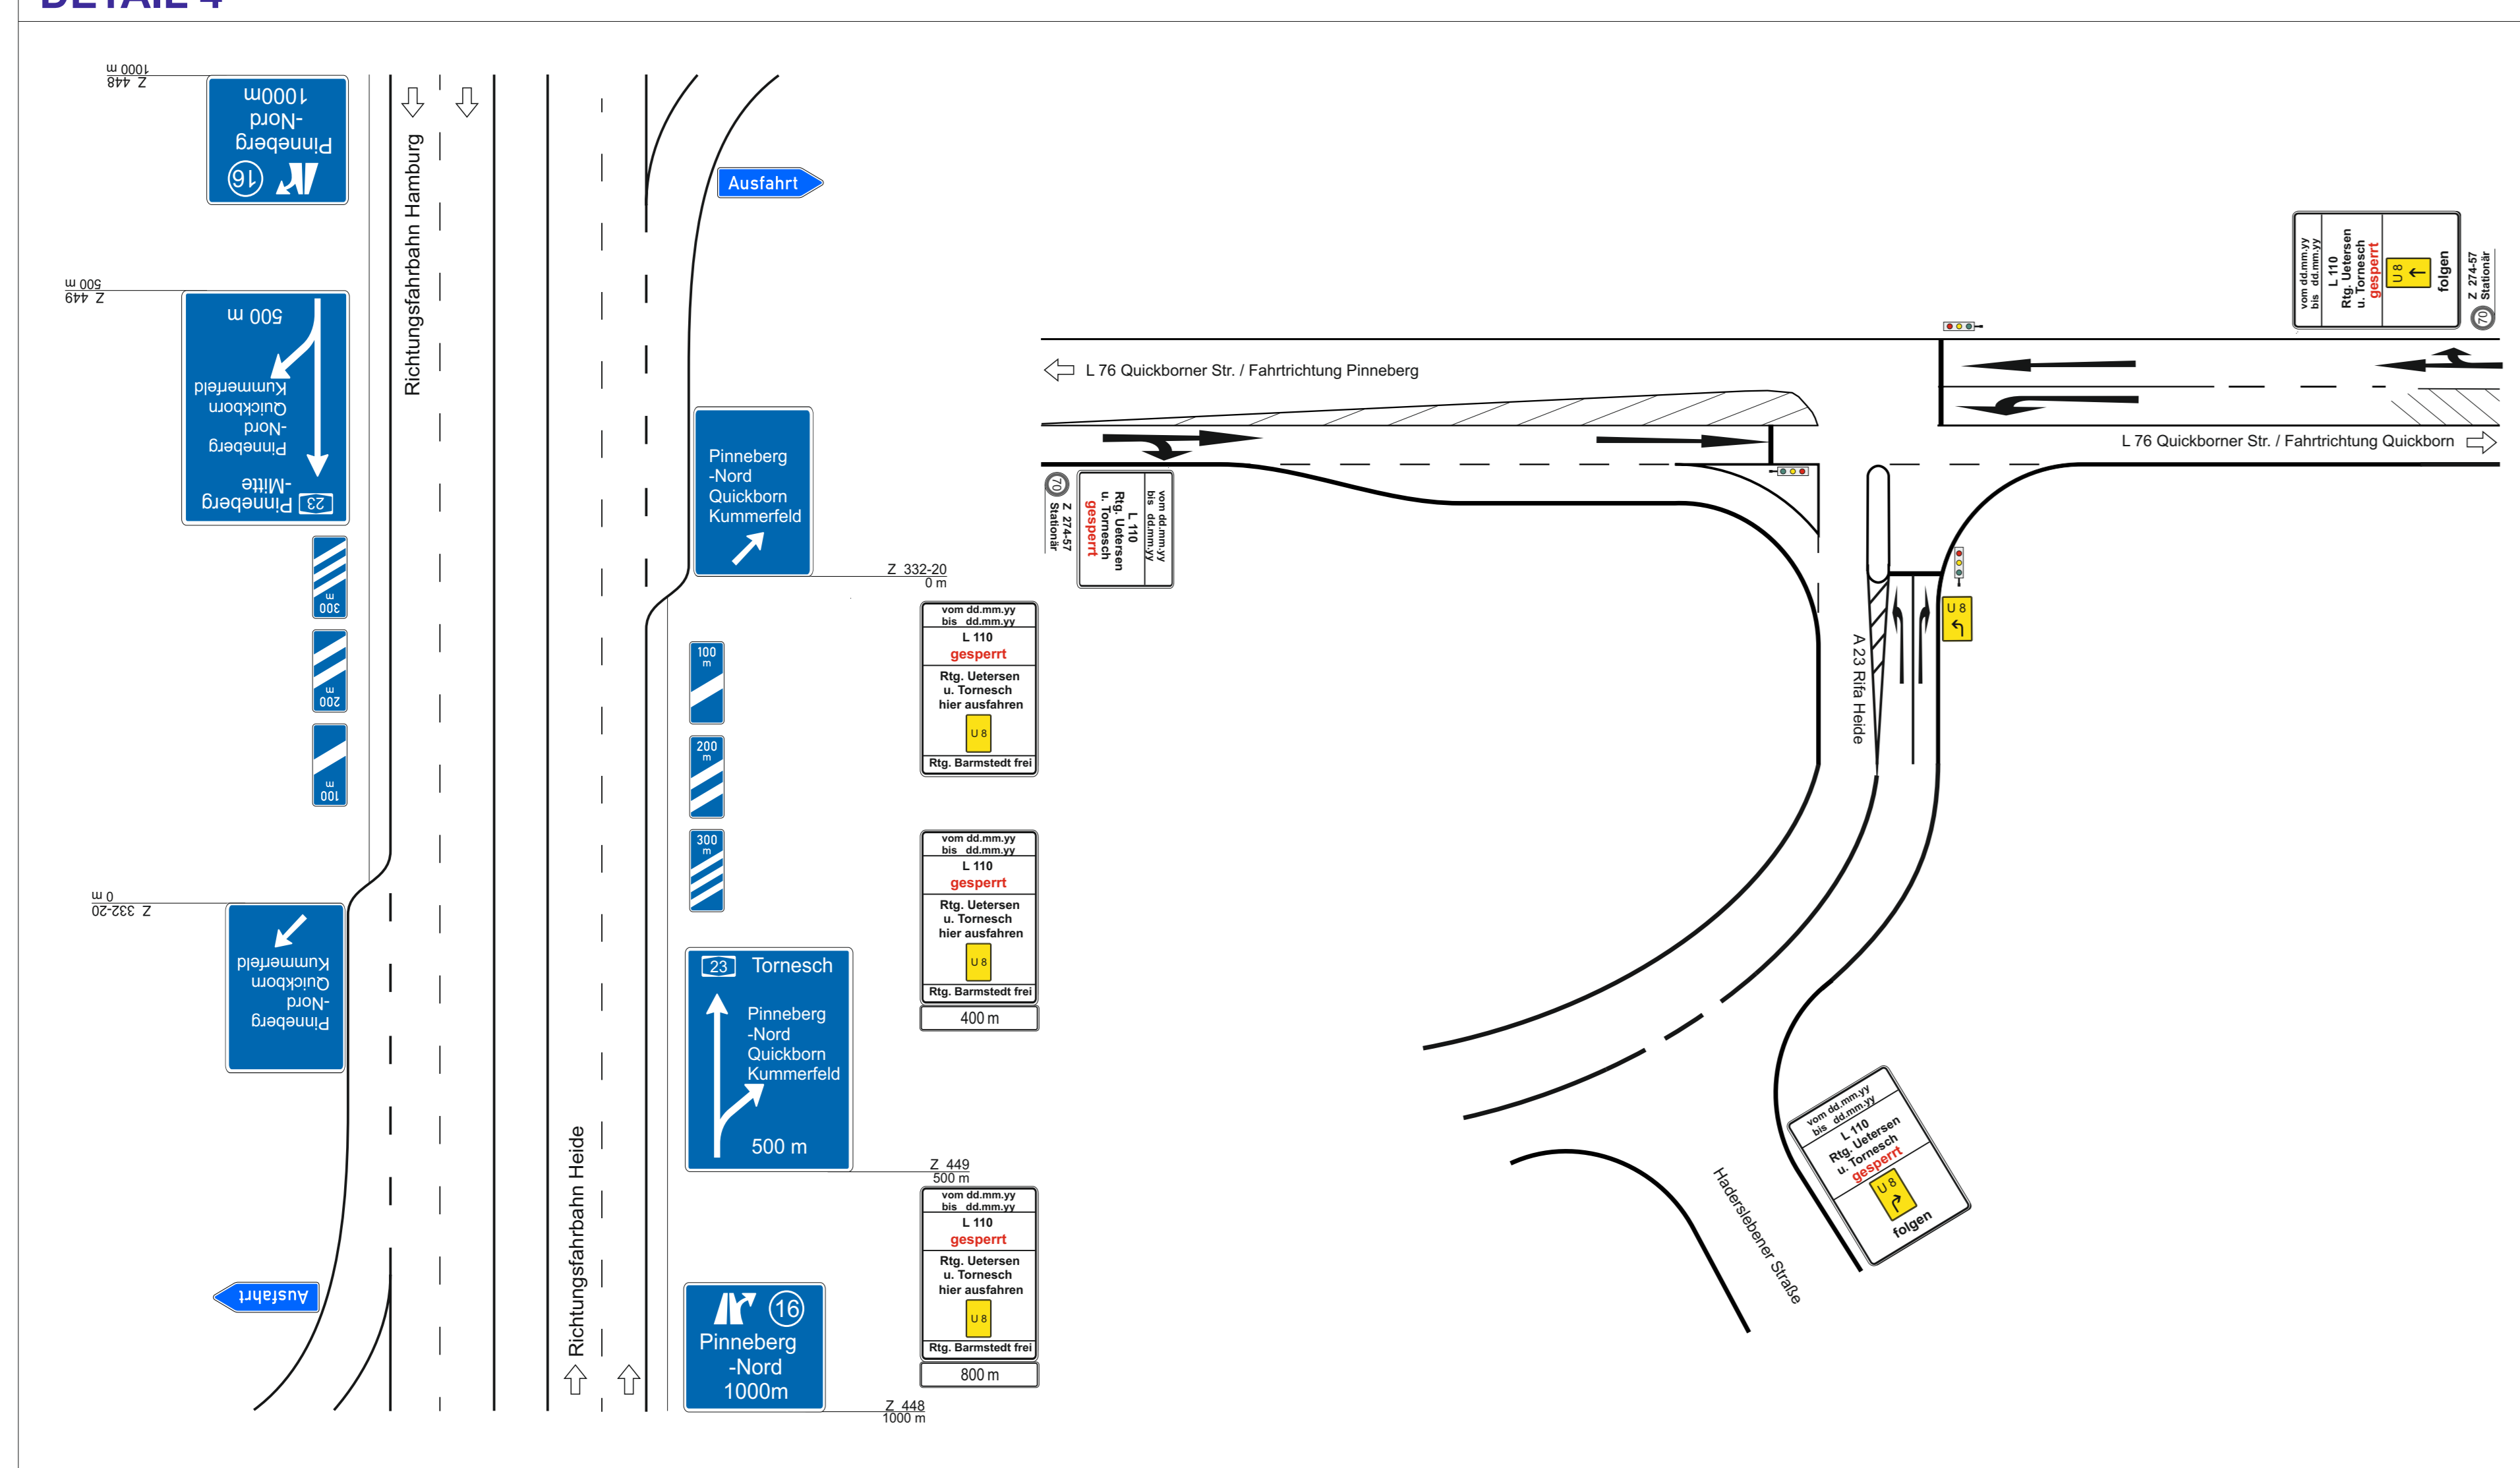 DETAIL 4
Z 448
1000 m
16
Pinneberg
-Nord
1000m
Z 449
500 m
23 Pinneberg
-Mitte
Pinneberg
-Nord
Quickborn
Kummerfeld
500 m
300
m
200
m
100
m
Z 332-20
0 m
Pinneberg
-Nord
Quickborn
Kummerfeld
Ausfahrt
Richtungsfahrbahn Hamburg
Richtungsfahrbahn Heide
Ausfahrt
Pinneberg
-Nord
Quickborn
Kummerfeld
Z 332-20
0 m
100
m
200
m
300
m
23 Tornesch
Pinneberg
-Nord
Quickborn
Kummerfeld
500 m
Z 449
500 m
16
Pinneberg
-Nord
1000m
Z 448
1000 m
vom dd.mm.yy
bis dd.mm.yy
L 110
gesperrt
Rtg. Uetersen
u. Tornesch
hier ausfahren
U 8
Rtg. Barmstedt frei
vom dd.mm.yy
bis dd.mm.yy
L 110
gesperrt
Rtg. Uetersen
u. Tornesch
hier ausfahren
U 8
Rtg. Barmstedt frei
400 m
vom dd.mm.yy
bis dd.mm.yy
L 110
gesperrt
Rtg. Uetersen
u. Tornesch
hier ausfahren
U 8
Rtg. Barmstedt frei
800 m
L 76 Quickborner Str. / Fahrtrichtung Pinneberg
L 76 Quickborner Str. / Fahrtrichtung Quickborn
70
Z 274-57
Stationär
vom dd.mm.yy
bis dd.mm.yy
L 110
Rtg. Uetersen
u. Tornesch
gesperrt
vom dd.mm.yy
bis dd.mm.yy
L 110
Rtg. Uetersen
u. Tornesch
gesperrt
U 8
folgen
Z 274-57
Stationär
70
U 8
A 23 Rifa Heide
Haderslebener Straße
vom dd.mm.yy
bis dd.mm.yy
L 110
Rtg. Uetersen
u. Tornesch
gesperrt
U 8
folgen